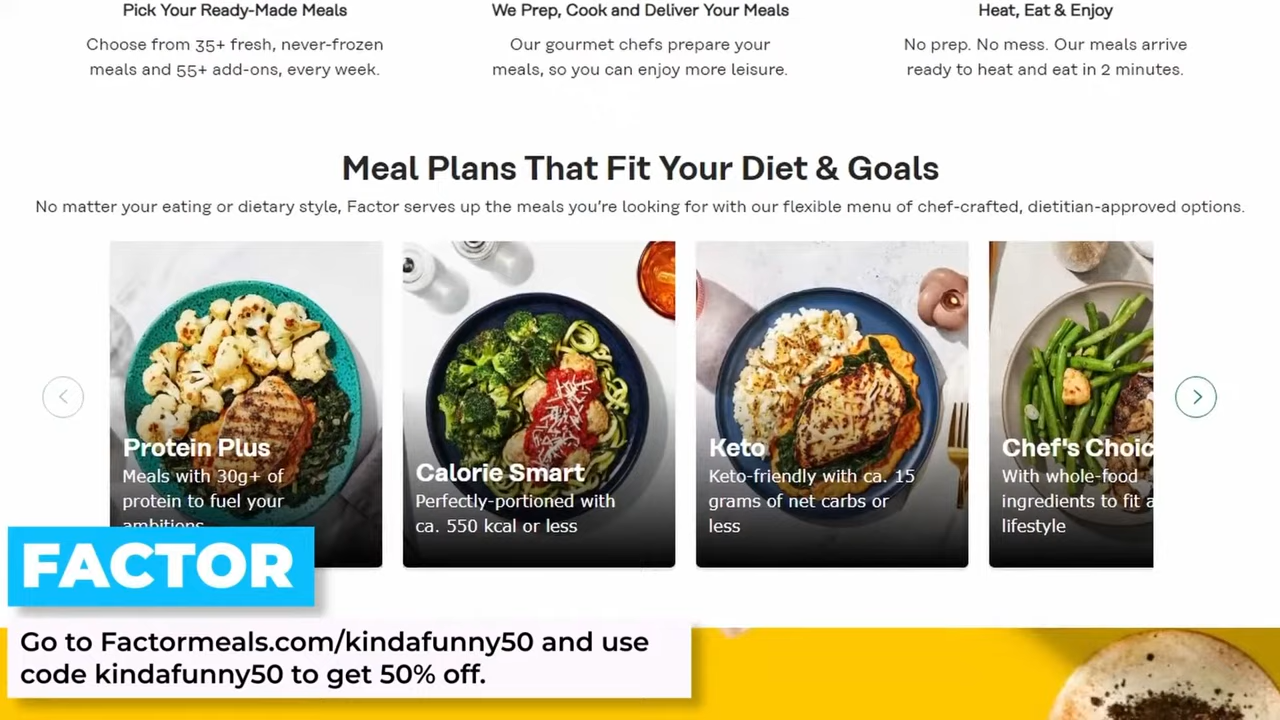 Pick Your Ready-Made Meals
Choose from 35+ fresh, never-frozen
meals and 55+ add-ons, every week.
We Prep, Cook and Deliver Your Meals
Our gourmet chefs prepare your
meals, so you can enjoy more leisure.
Heat, Eat & Enjoy
No prep. No mess. Our meals arrive
ready to heat and eat in 2 minutes.
Meal Plans That Fit Your Diet & Goals
No matter your eating or dietary style, Factor serves up the meals you're looking for with our flexible menu of chef-crafted, dietitian-approved options.
Protein Plus
Meals with 30g+ of
protein to fuel your
ambitions
Calorie Smart
Perfectly-portioned with
ca. 550 kcal or less
Keto
Keto-friendly with ca. 15
grams of net carbs or
less
Chef's Choic
With whole-food
ingredients to fit a
lifestyle
FACTOR
Go to Factormeals.com/kindafunny50 and use
code kindafunny50 to get 50% off.